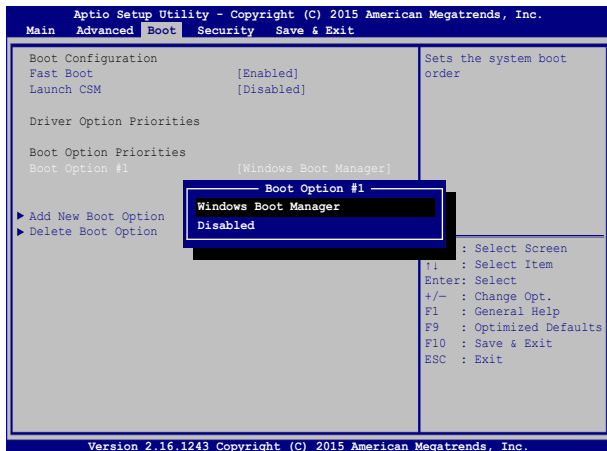 Aptio Setup Utility - Copyright (C) 2015 American Megatrends, Inc.
Main Advanced Boot Security Save & Exit
Boot Configuration
Fast Boot [Enabled]
Launch CSM [Disabled]
Driver Option Priorities
Boot Option Priorities
Boot Option #1 [Windows Boot Manager]
Boot Option #1
Windows Boot Manager
Disabled
Add New Boot Option
Delete Boot Option
Sets the system boot
order
: Select Screen
↑↓ : Select Item
Enter: Select
+/— : Change Opt.
F1 : General Help
F9 : Optimized Defaults
F10 : Save & Exit
ESC : Exit
Version 2.16.1243 Copyright (C) 2015 American Megatrends, Inc.